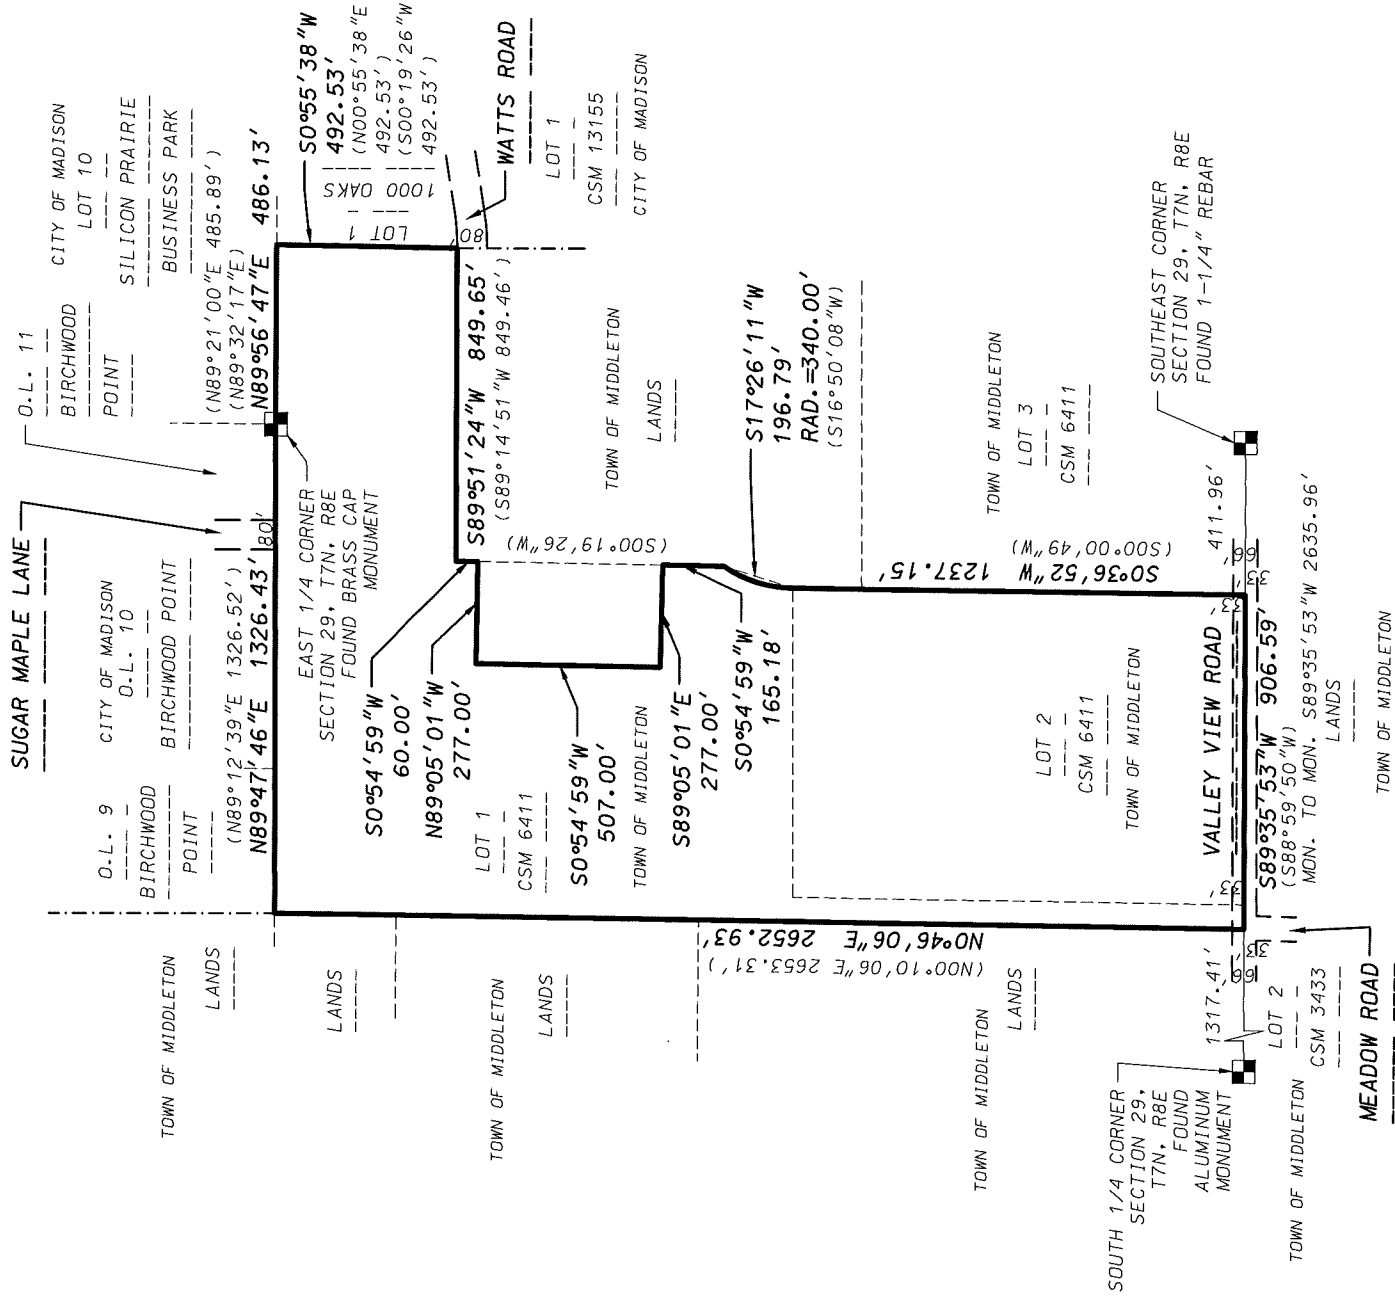 SUGAR MAPLE LANE
O.L. 9
BIRCHWOOD
POINT
CITY OF MADISON
O.L. 10
BIRCHWOOD POINT
(N89°12'39"E 1326.52')
N89°47'46"E 1326.43'
80'
O.L. 11
BIRCHWOOD
POINT
CITY OF MADISON
LOT 10
SILICON PRAIRIE
BUSINESS PARK
(N89°21'00"E 485.89')
(N89°32'17"E)
N89°56'47"E 486.13'
S0°55'38"W
492.53'
(N00°55'38"E
492.53')
(S00°19'26"W
492.53')
LOT 1
1000 OAKS
80'
WATTS ROAD
LOT 1
CSM 13155
CITY OF MADISON
EAST 1/4 CORNER
SECTION 29, T7N, R8E
FOUND BRASS CAP
MONUMENT
S89°51'24"W 849.65'
(S89°14'51"W 849.46')
TOWN OF MIDDLETON
LANDS
S0°54'59"W
60.00'
N89°05'01"W
277.00'
(S00°19'26"W)
LOT 1
CSM 6411
S0°54'59"W
507.00'
TOWN OF MIDDLETON
S89°05'01"E
277.00'
S0°54'59"W
165.18'
S17°26'11"W
196.79'
RAD.=340.00'
(S16°50'08"W)
TOWN OF MIDDLETON
LANDS
LANDS
TOWN OF MIDDLETON
LANDS
N0°46'06"E 2652.93'
(N00°10'06"E 2653.31')
TOWN OF MIDDLETON
LANDS
LOT 2
CSM 6411
TOWN OF MIDDLETON
S0°36'52"W 1237.15'
(S00°00'49"W)
TOWN OF MIDDLETON
LOT 3
CSM 6411
SOUTHEAST CORNER
SECTION 29, T7N, R8E
FOUND 1-1/4" REBAR
SOUTH 1/4 CORNER
SECTION 29,
T7N, R8E
FOUND
ALUMINUM
MONUMENT
1317.41'
66'
33'
33'
VALLEY VIEW ROAD
33'
33'
66'
411.96'
S89°35'53"W 906.59'
(S88°59'50"W)
MON. TO MON. S89°35'53"W 2635.96'
LANDS
TOWN OF MIDDLETON
LOT 2
CSM 3433
TOWN OF MIDDLETON
MEADOW ROAD